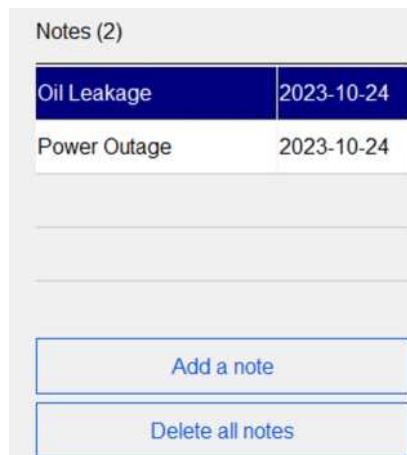 Notes (2)
Oil Leakage 2023-10-24
Power Outage 2023-10-24
Add a note
Delete all notes